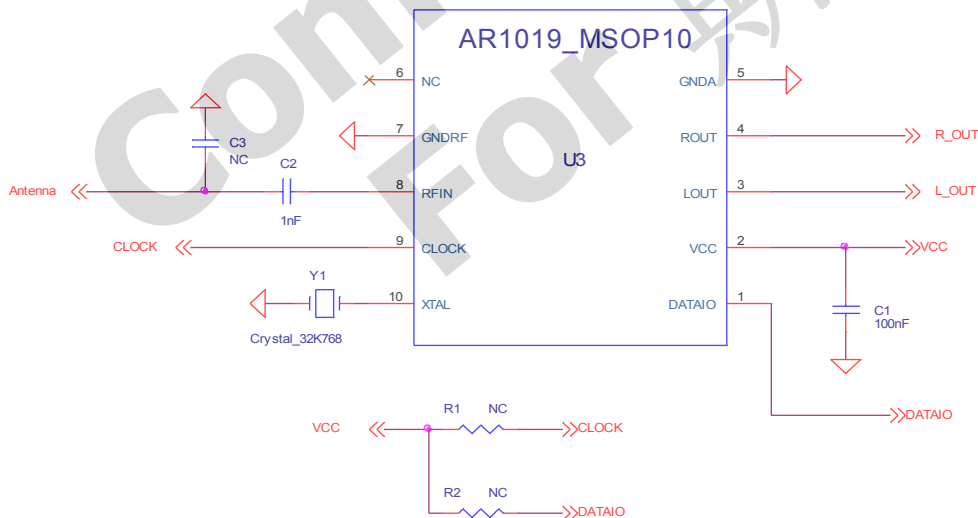 AR1019_MSOP10
6
NC
GNDA
5
C3
NC
7
GNDRF
ROUT
4
R_OUT
U3
Antenna
C2
1nF
8
RFIN
LOUT
3
L_OUT
CLOCK
9
CLOCK
VCC
2
VCC
Y1
Crystal_32K768
10
XTAL
DATAIO
1
C1
100nF
DATAIO
VCC
R1
NC
CLOCK
R2
NC
DATAIO
For